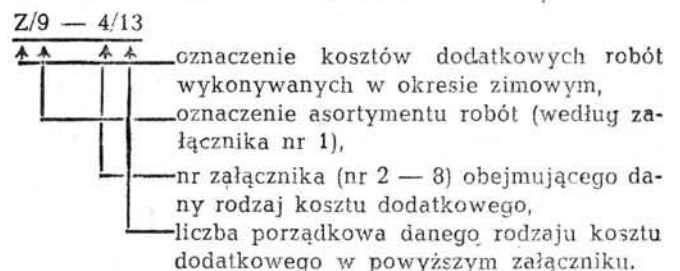 Z/9 — 4/13
oznaczenie kosztów dodatkowych robót
wykonywanych w okresie zimowym,
oznaczenie asortymentu robót (według za-
łącznika nr 1),
nr załącznika (nr 2 — 8) obejmującego da-
ny rodzaj kosztu dodatkowego,
liczba porządkowa danego rodzaju kosztu
dodatkowego w powyższym załączniku.